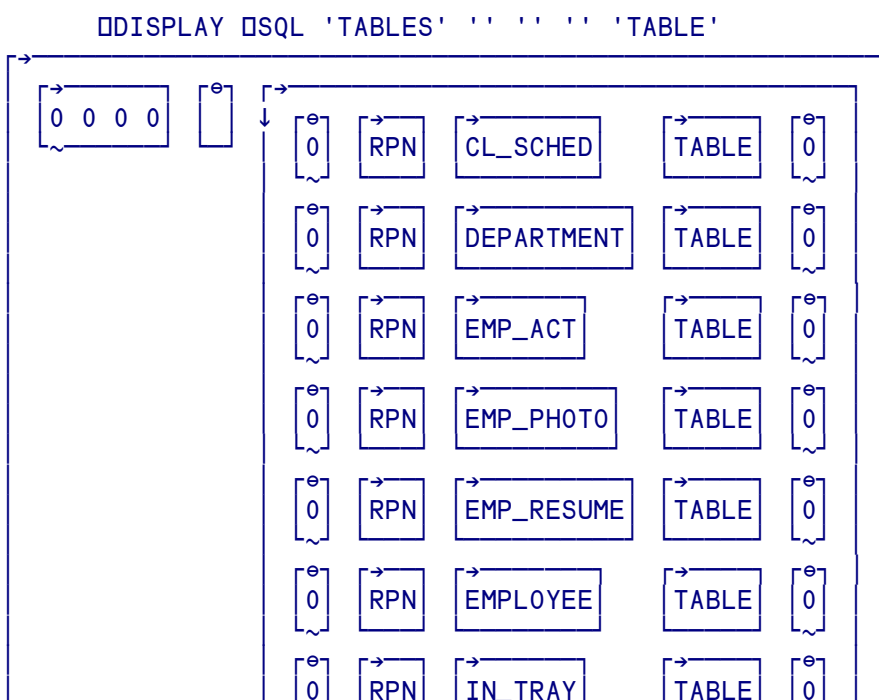 ⎕DISPLAY ⎕SQL 'TABLES' '' '' '' 'TABLE'
0 0 0 0
0 RPN CL_SCHED TABLE 0
0 RPN DEPARTMENT TABLE 0
0 RPN EMP_ACT TABLE 0
0 RPN EMP_PHOTO TABLE 0
0 RPN EMP_RESUME TABLE 0
0 RPN EMPLOYEE TABLE 0
0 RPN IN_TRAY TABLE 0